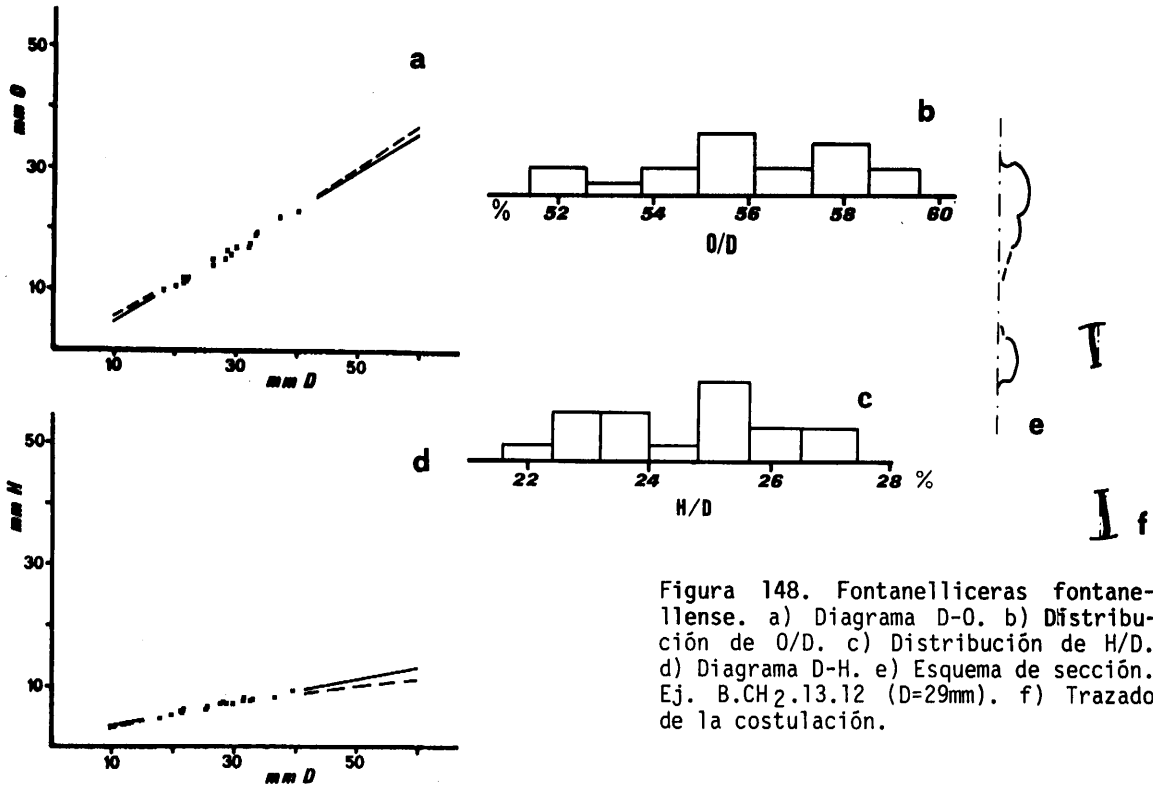 a
50
30
10
mm O
10
30
50
mm D
b
% 52 54 56 58 60
O/D
c
22 24 26 28 %
H/D
d
50
30
10
mm H
10
30
50
mm D
e
f
Figura 148. Fontanelliceras fontane-
llense. a) Diagrama D-O. b) Distribu-
ción de O/D. c) Distribución de H/D.
d) Diagrama D-H. e) Esquema de sección.
Ej. B.CH2.13.12 (D=29mm). f) Trazado
de la costulación.